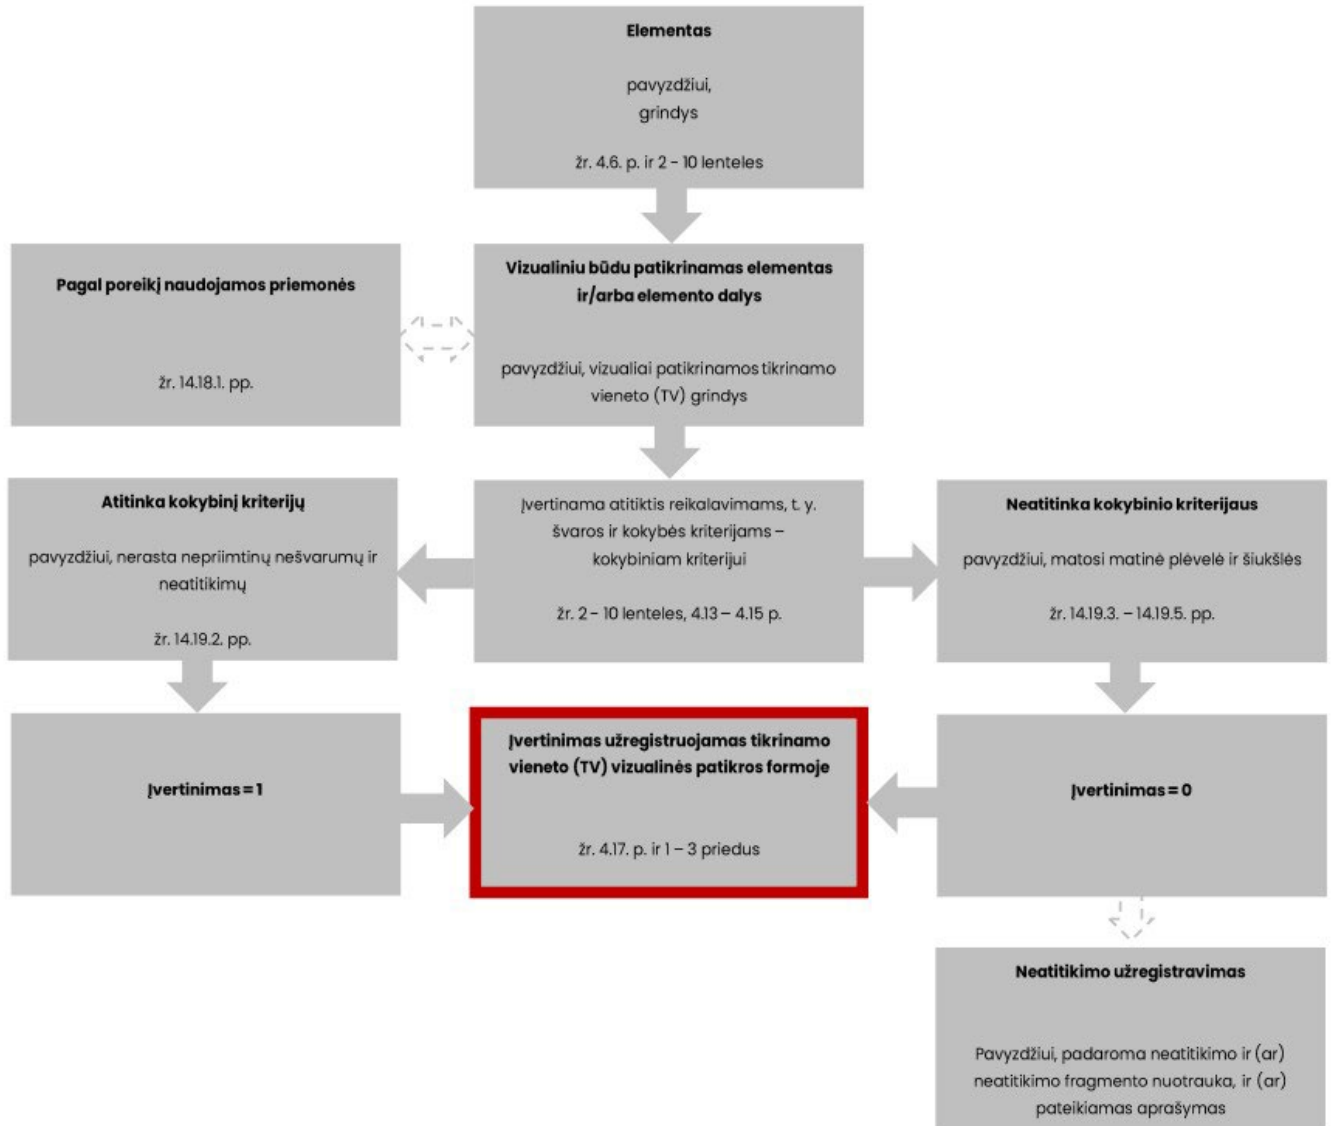 Elementas
pavyzdžiui,
grindys
žr. 4.6. p. ir 2 - 10 lenteles
Pagal poreikį naudojamos priemonės
žr. 14.18.1. pp.
Vizualiniu būdu patikrinamas elementas
ir/arba elemento dalys
pavyzdžiui, vizualiai patikrinamos tikrinamo
vieneto (TV) grindys
Atitinka kokybinį kriterijų
pavyzdžiui, nerasta nepriimtinų nešvarumų ir
neatitikimų
žr. 14.19.2. pp.
Įvertinama atitiktis reikalavimams, t. y.
švaros ir kokybės kriterijams –
kokybiniam kriterijui
žr. 2 – 10 lenteles, 4.13 – 4.15 p.
Neatitinka kokybinio kriterijaus
pavyzdžiui, matosi matinė plėvelė ir šiukšlės
žr. 14.19.3. – 14.19.5. pp.
Įvertinimas = 1
Įvertinimas užregistruojamas tikrinamo
vieneto (TV) vizualinės patikros formoje
žr. 4.17. p. ir 1 – 3 priedus
Įvertinimas = 0
Neatitikimo užregistravimas
Pavyzdžiui, padaroma neatitikimo ir (ar)
neatitikimo fragmento nuotrauka, ir (ar)
pateikiamas aprašymas